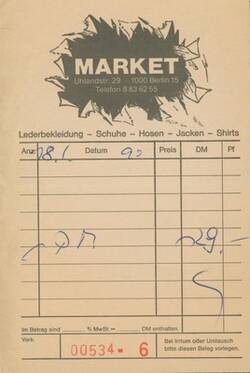 MARKET
Uhlandstr. 29 - 1000 Berlin 15
Telefon 8 83 62 55
Lederbekleidung – Schuhe – Hosen – Jacken – Shirts
Anz. 18.1. Datum 90 Preis DM Pf
29,-
Im Betrag sind % MwSt = DM enthalten
Verk. 00534 - 6 Bei Irrtum oder Umtausch
bitte diesen Beleg vorlegen.